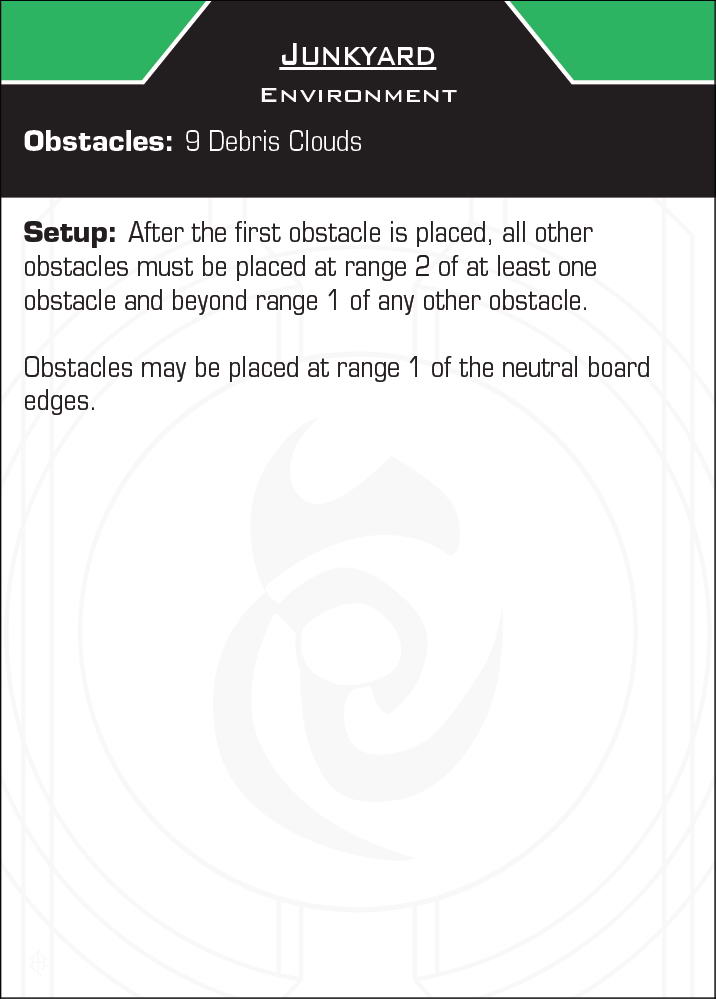 Junkyard
Environment
Obstacles: 9 Debris Clouds
Setup: After the first obstacle is placed, all other
obstacles must be placed at range 2 of at least one
obstacle and beyond range 1 of any other obstacle.
Obstacles may be placed at range 1 of the neutral board
edges.